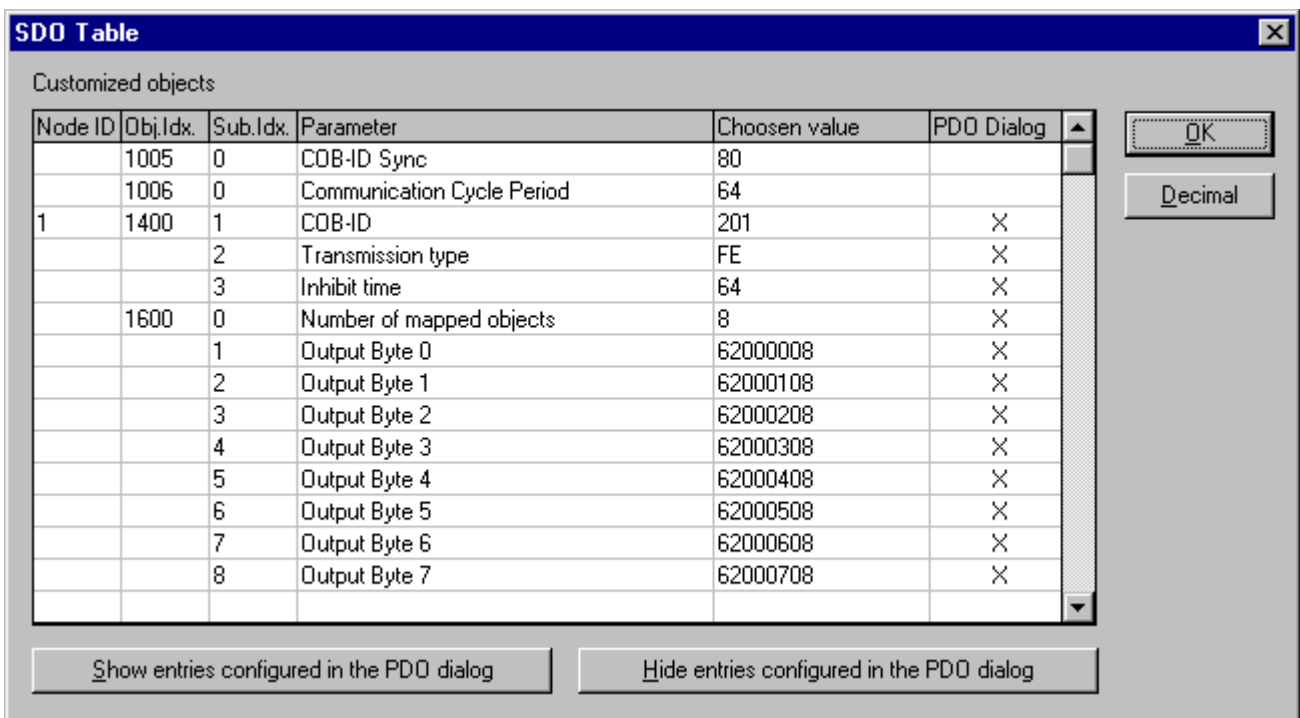 SDO Table
Customized objects
Node ID Obj.Idx. Sub.Idx. Parameter Choosen value PDO Dialog
1005 0 COB-ID Sync 80
1006 0 Communication Cycle Period 64
1 1400 1 COB-ID 201 X
2 Transmission type FE X
3 Inhibit time 64 X
1600 0 Number of mapped objects 8 X
1 Output Byte 0 62000008 X
2 Output Byte 1 62000108 X
3 Output Byte 2 62000208 X
4 Output Byte 3 62000308 X
5 Output Byte 4 62000408 X
6 Output Byte 5 62000508 X
7 Output Byte 6 62000608 X
8 Output Byte 7 62000708 X
OK
Decimal
Show entries configured in the PDO dialog
Hide entries configured in the PDO dialog